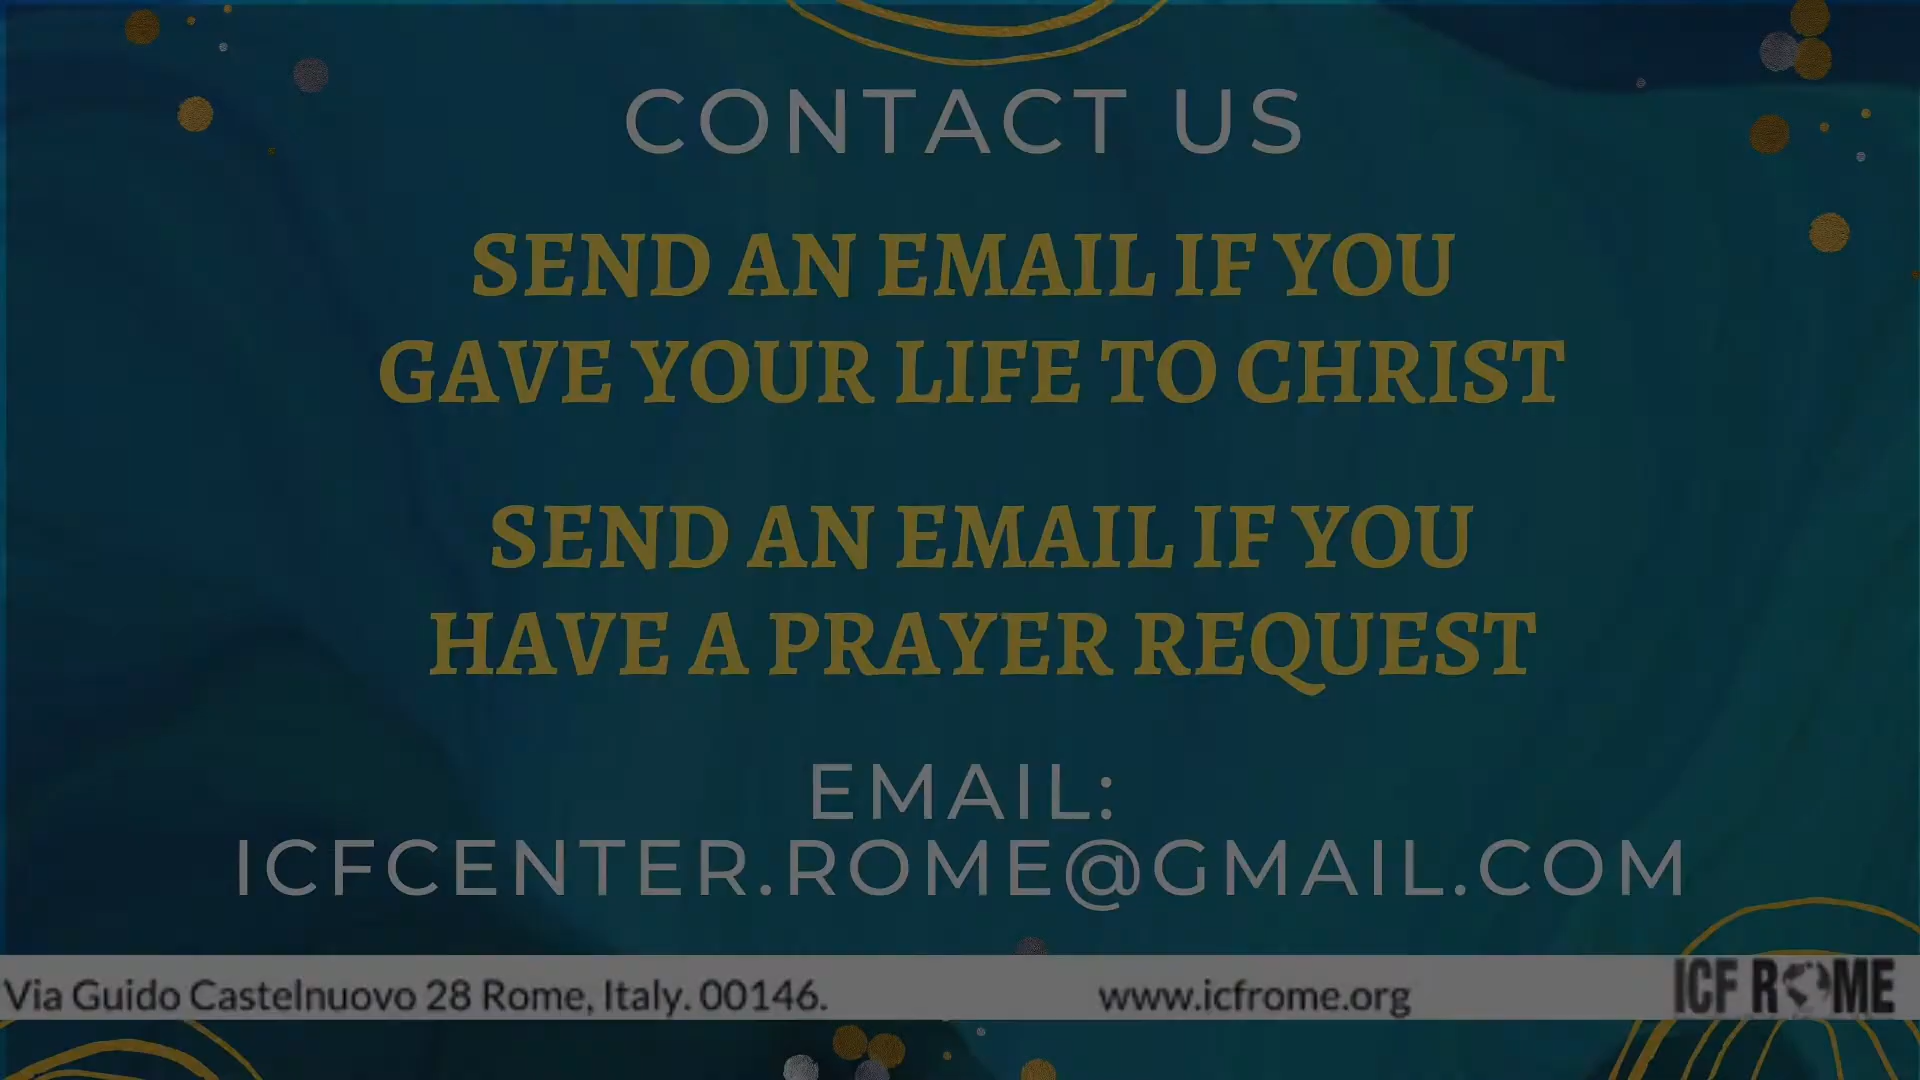 CONTACT US
SEND AN EMAIL IF YOU
GAVE YOUR LIFE TO CHRIST
SEND AN EMAIL IF YOU
HAVE A PRAYER REQUEST
EMAIL:
ICFCENTER.ROME@GMAIL.COM
Via Guido Castelnuovo 28 Rome, Italy. 00146. www.icfrome.org ICF ROME